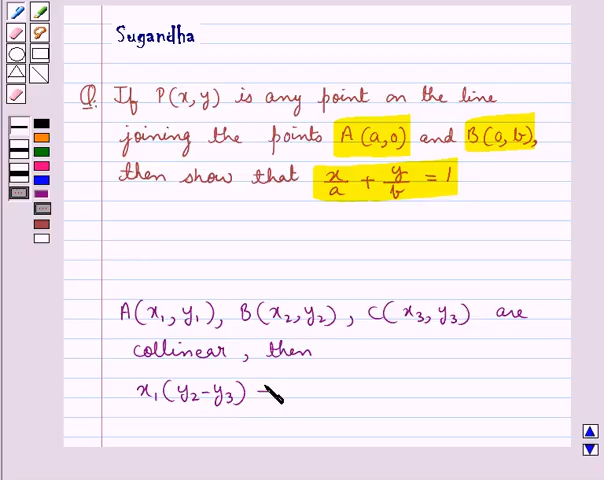 Sugandha
Q. If P(x,y) is any point on the line
joining the points A(a,0) and B(0,b),
then show that x/a + y/b = 1
A(x₁,y₁), B(x₂,y₂), C(x₃,y₃) are
collinear, then
x₁(y₂-y₃)